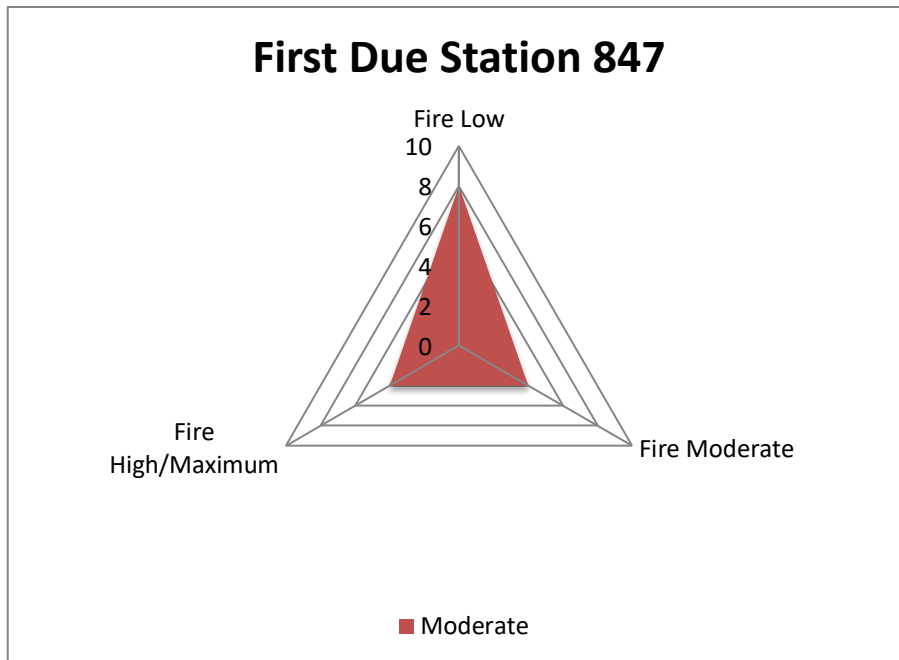 First Due Station 847
Fire Low
10
8
6
4
2
0
Fire
High/Maximum
Fire Moderate
Moderate